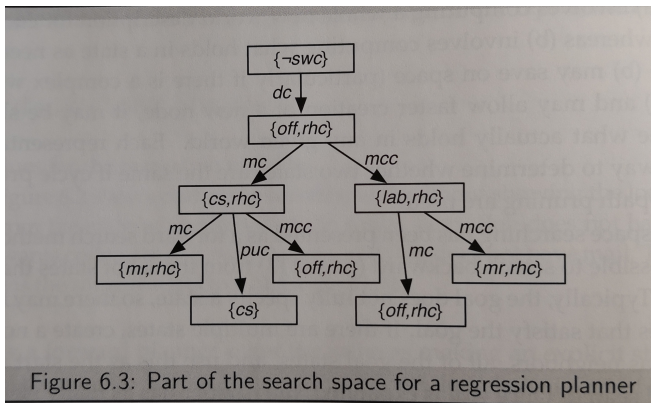 {¬swc}
dc
{off,rhc}
mc mcc
{cs,rhc} {lab,rhc}
mc puc mcc mc mcc
{mr,rhc} {off,rhc} {mr,rhc}
{cs} {off,rhc}
Figure 6.3: Part of the search space for a regression planner